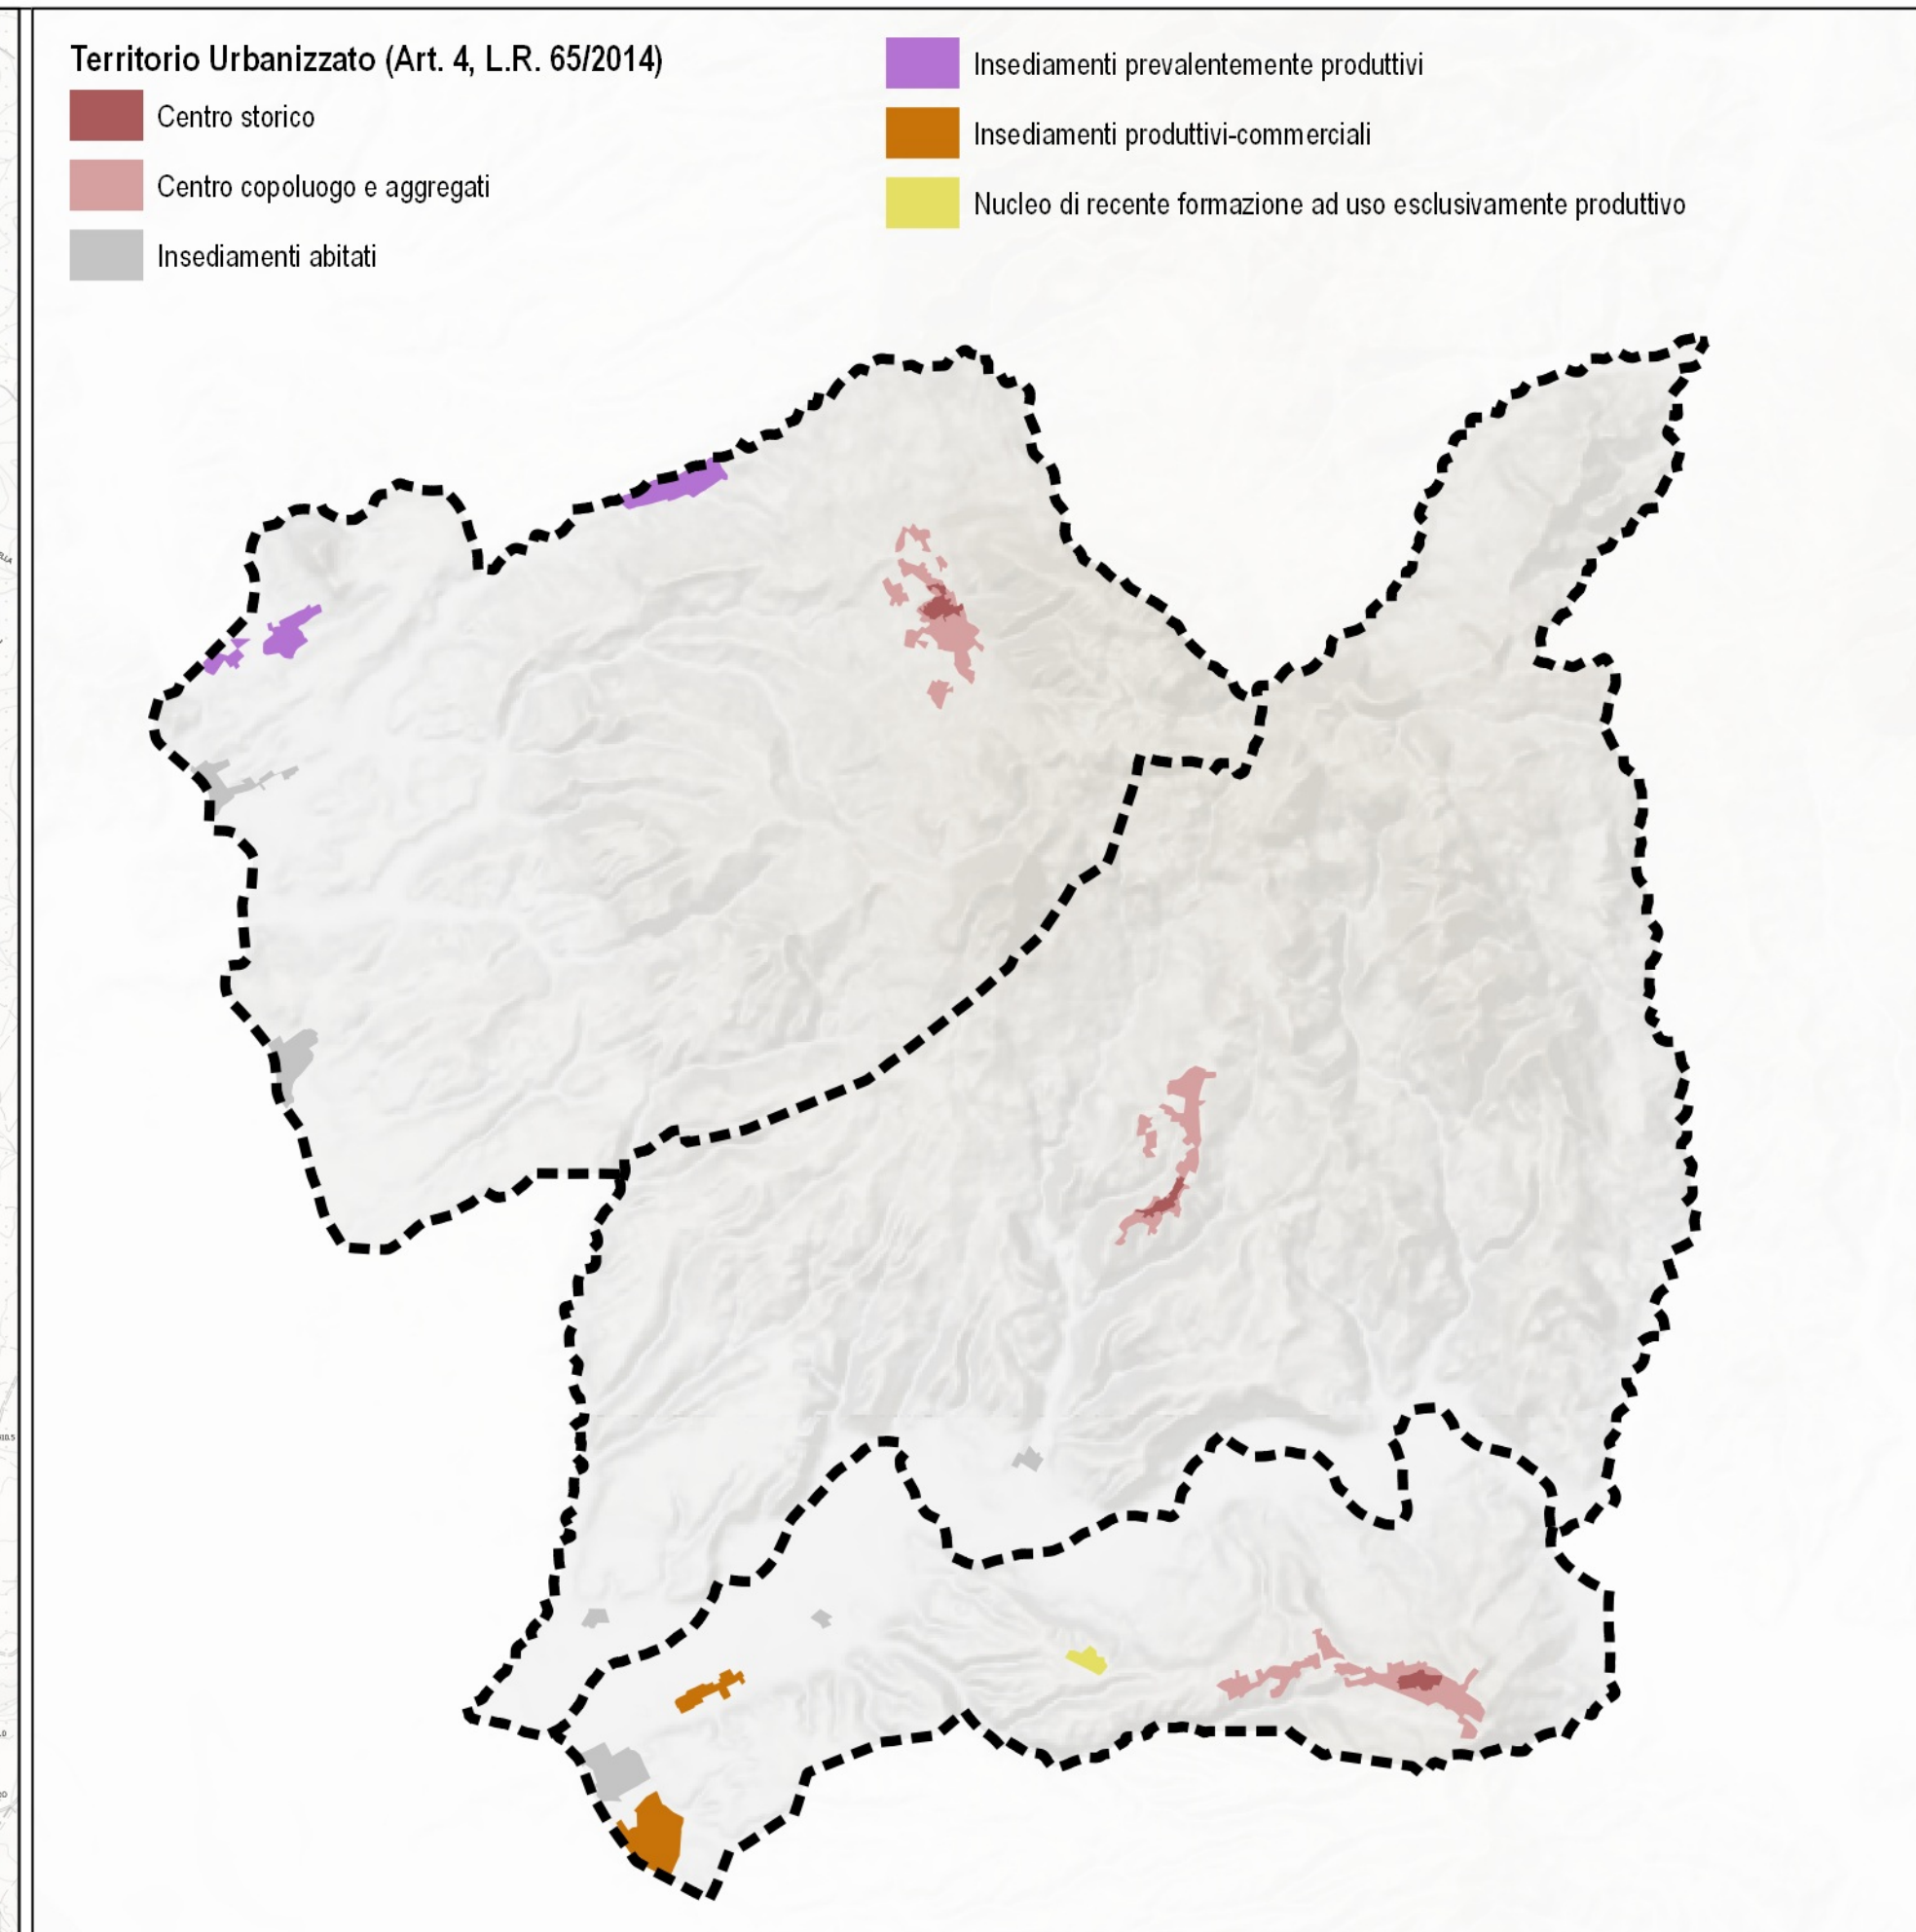 Territorio Urbanizzato (Art. 4, L.R. 65/2014)
Centro storico
Centro copoluogo e aggregati
Insediamenti abitati
Insediamenti prevalentemente produttivi
Insediamenti produttivi-commerciali
Nucleo di recente formazione ad uso esclusivamente produttivo